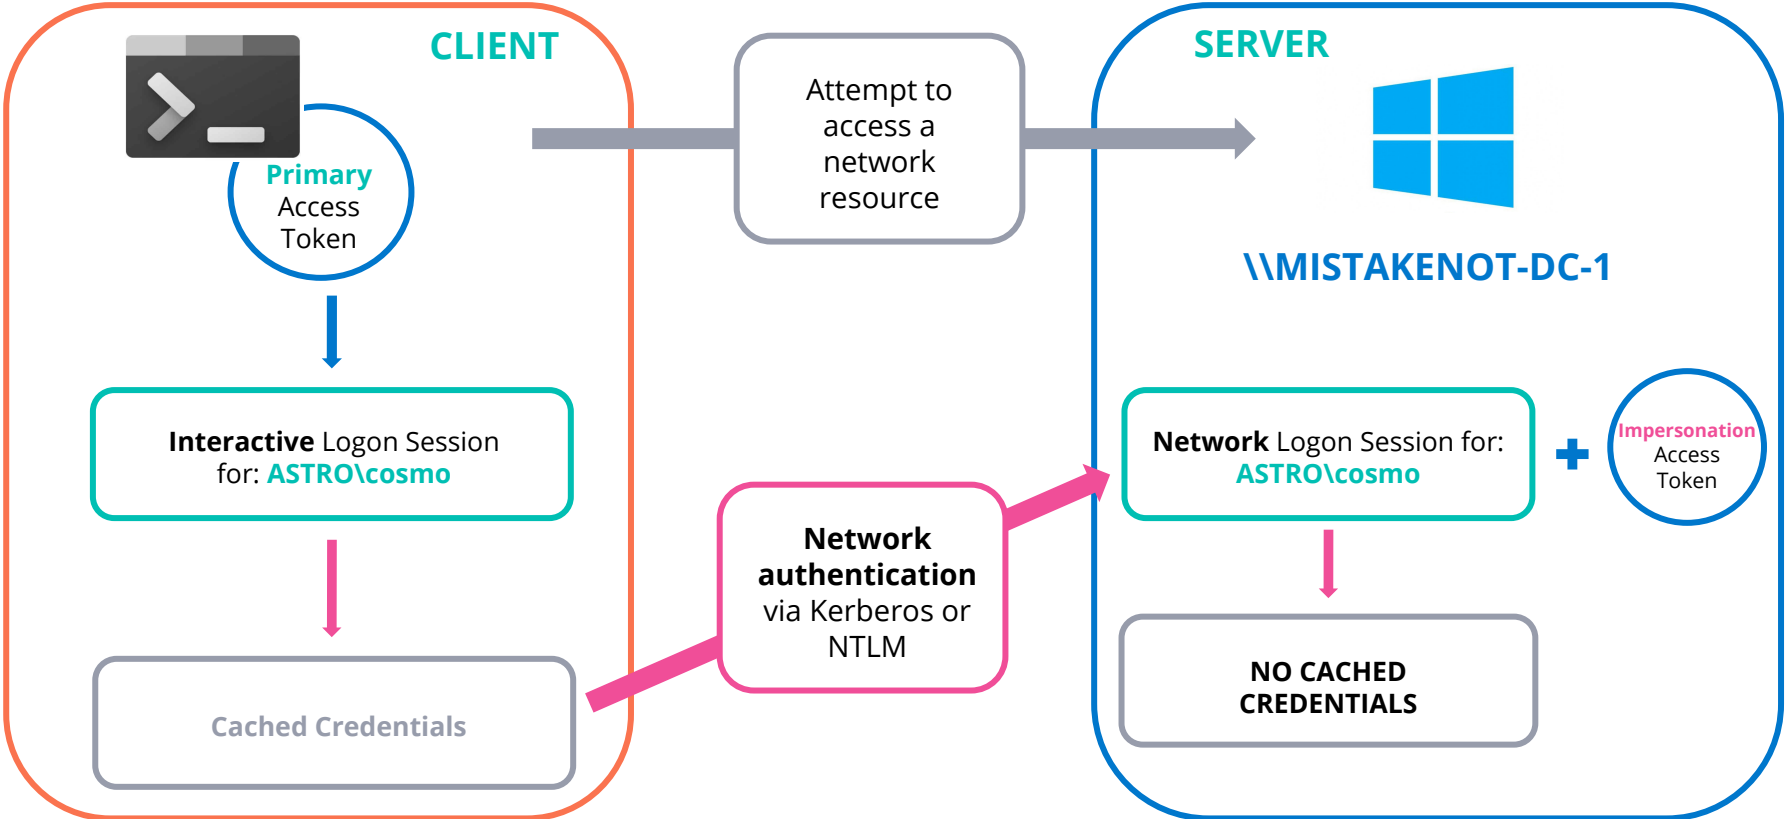 CLIENT
Primary
Access
Token
Interactive Logon Session
for: ASTRO\cosmo
Cached Credentials
Attempt to
access a
network
resource
Network
authentication
via Kerberos or
NTLM
SERVER
\\MISTAKENOT-DC-1
Network Logon Session for:
ASTRO\cosmo
Impersonation
Access
Token
NO CACHED
CREDENTIALS